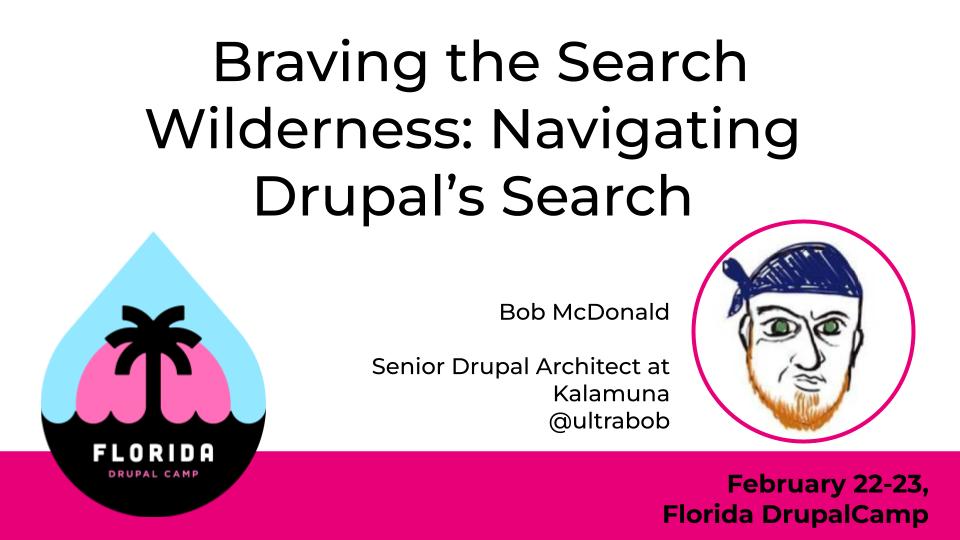 Braving the Search
Wilderness: Navigating
Drupal’s Search
Bob McDonald
Senior Drupal Architect at
Kalamuna
@ultrabob
FLORIDA
DRUPAL CAMP
February 22-23,
Florida DrupalCamp